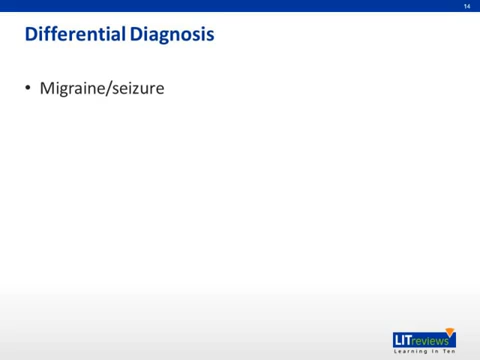 14
Differential Diagnosis
• Migraine/seizure
LITreviews
Learning In Ten